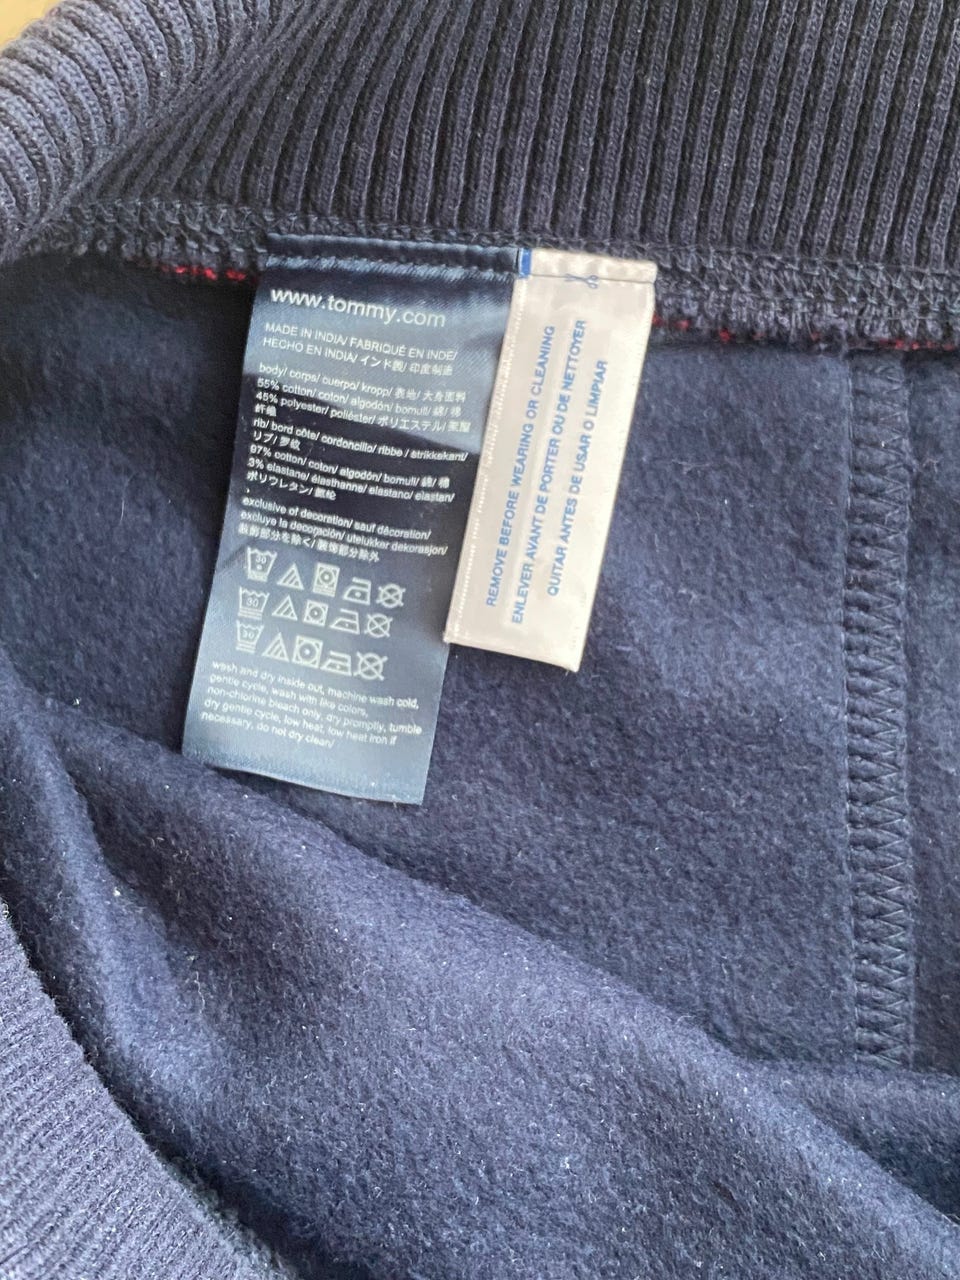 www.tommy.com
MADE IN INDIA/ FABRIQUÉ EN INDE/
HECHO EN INDIA/ インド製/ 印度制造
body/ corps/ cuerpo/ kropp/ 表地/ 大身面料
55% cotton/ coton/ algodón/ bomull/ 綿/ 棉
45% polyester/ poliéster/ ポリエステル/ 聚酯
纤维
rib/ bord côte/ cordoncillo/ ribbe / strikkekant/
リブ/ 罗纹
97% cotton/ coton/ algodón/ bomull/ 綿/ 棉
3% elastane/ élasthanne/ elastano/ elastan/
ポリウレタン/ 氨纶
exclusive of decoration/ sauf décoration/
excluye la decoración/ utelukker dekorasjon/
装飾部分を除く/ 装饰部分除外
30
30
30
wash and dry inside out, machine wash cold,
gentle cycle, wash with like colors,
non-chlorine bleach only, dry promptly, tumble
dry gentle cycle, low heat, low heat iron if
necessary, do not dry clean/
REMOVE BEFORE WEARING OR CLEANING
ENLEVER AVANT DE PORTER OU DE NETTOYER
QUITAR ANTES DE USAR O LIMPIAR